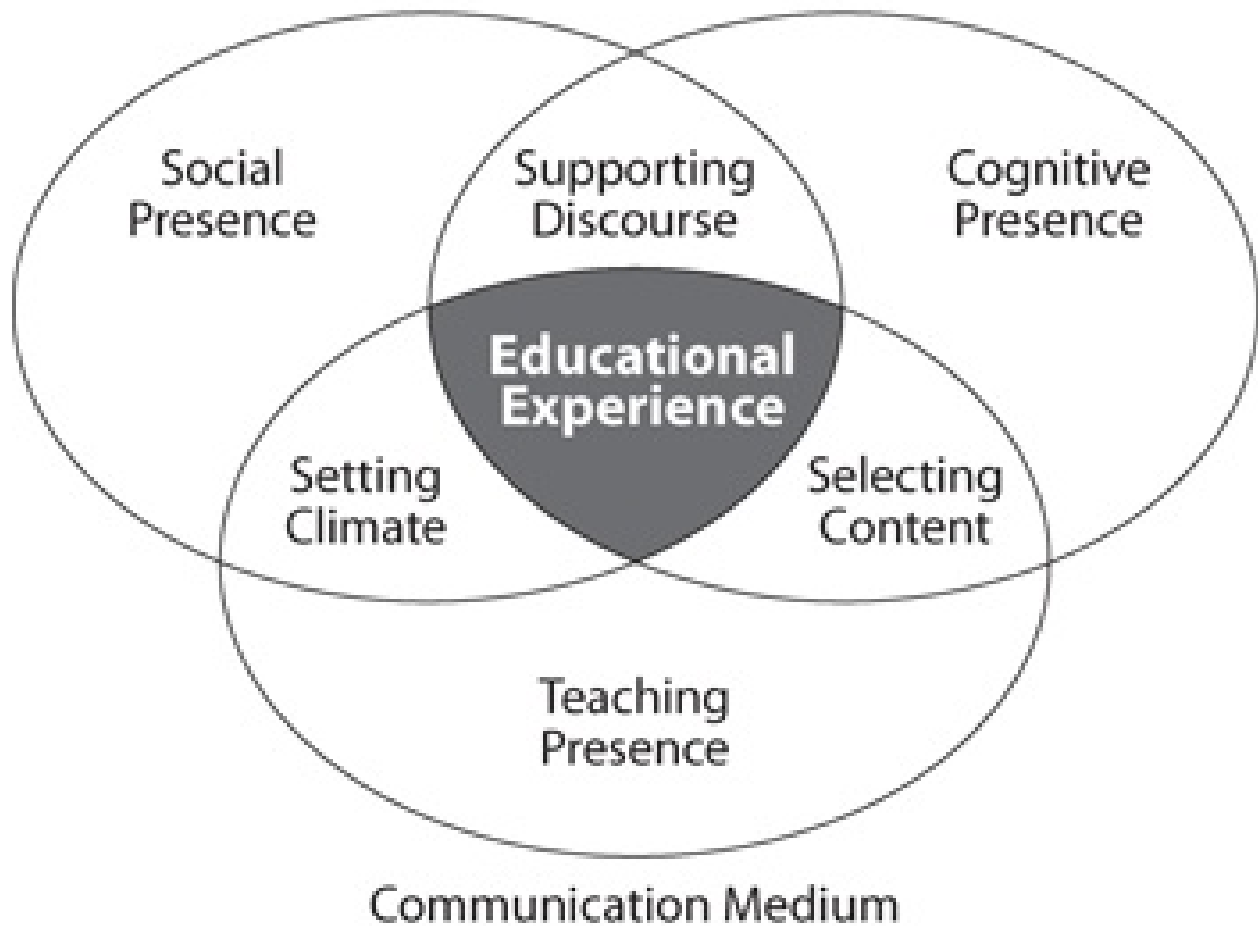 Social
Presence
Supporting
Discourse
Cognitive
Presence
Educational
Experience
Setting
Climate
Selecting
Content
Teaching
Presence
Communication Medium